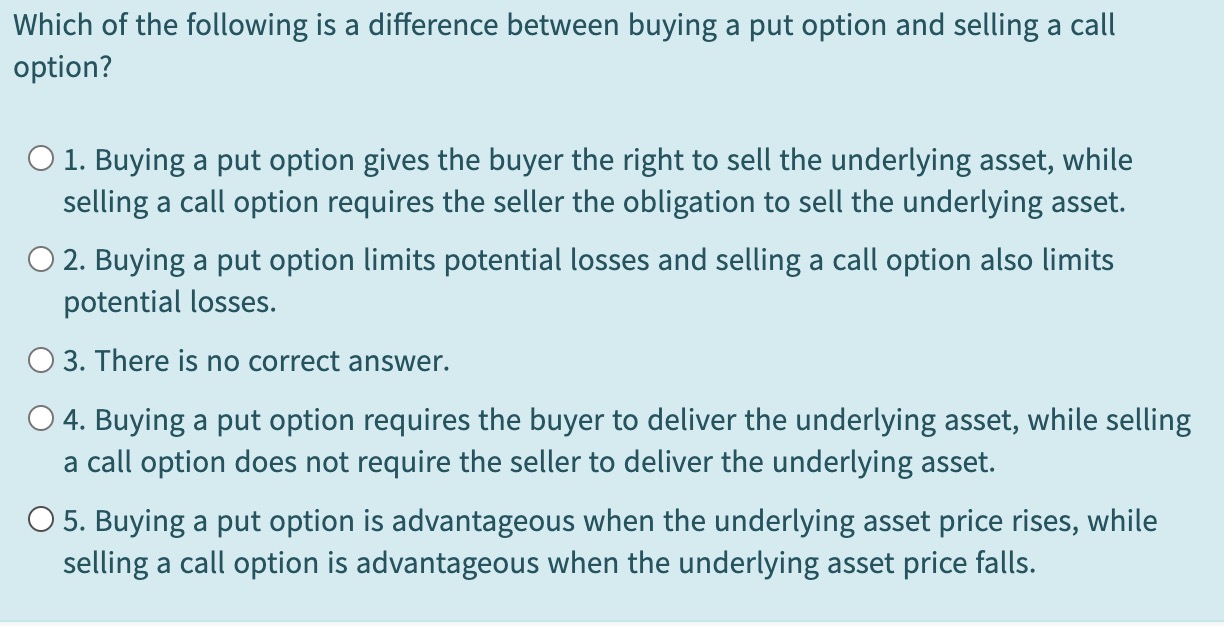 Which of the following is a difference between buying a put option and selling a call
option?
1. Buying a put option gives the buyer the right to sell the underlying asset, while
selling a call option requires the seller the obligation to sell the underlying asset.
2. Buying a put option limits potential losses and selling a call option also limits
potential losses.
3. There is no correct answer.
4. Buying a put option requires the buyer to deliver the underlying asset, while selling
a call option does not require the seller to deliver the underlying asset.
5. Buying a put option is advantageous when the underlying asset price rises, while
selling a call option is advantageous when the underlying asset price falls.